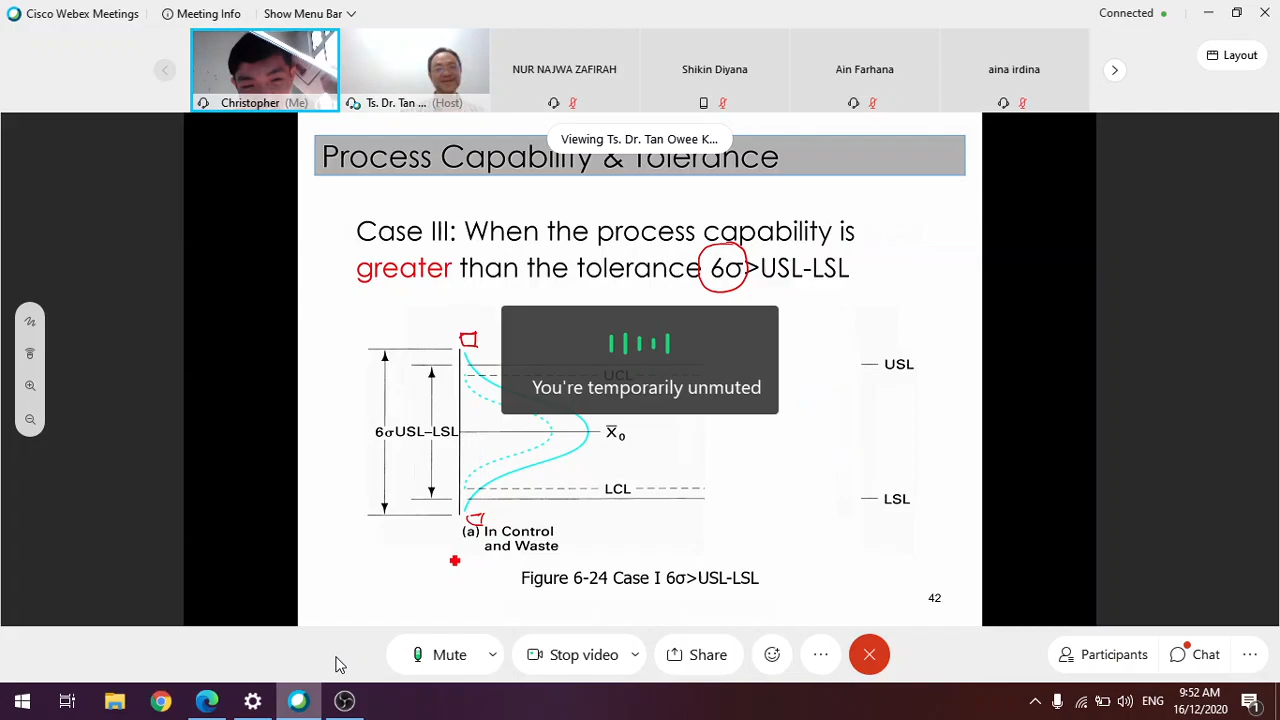 Cisco Webex Meetings
Meeting Info
Show Menu Bar
Connected
Christopher (Me)
Ts. Dr. Tan ... (Host)
NUR NAJWA ZAFIRAH
Shikin Diyana
Ain Farhana
aina irdina
Layout
Viewing Ts. Dr. Tan Owee K...
Process Capability & Tolerance
Case III: When the process capability is
greater than the tolerance 6σ>USL-LSL
UCL
You're temporarily unmuted
USL
6σUSL–LSL
X̅₀
LCL
LSL
(a) In Control
and Waste
Figure 6-24 Case I 6σ>USL-LSL
42
Mute
Stop video
Share
Participants
Chat
ENG
9:52 AM
16/12/2020
1